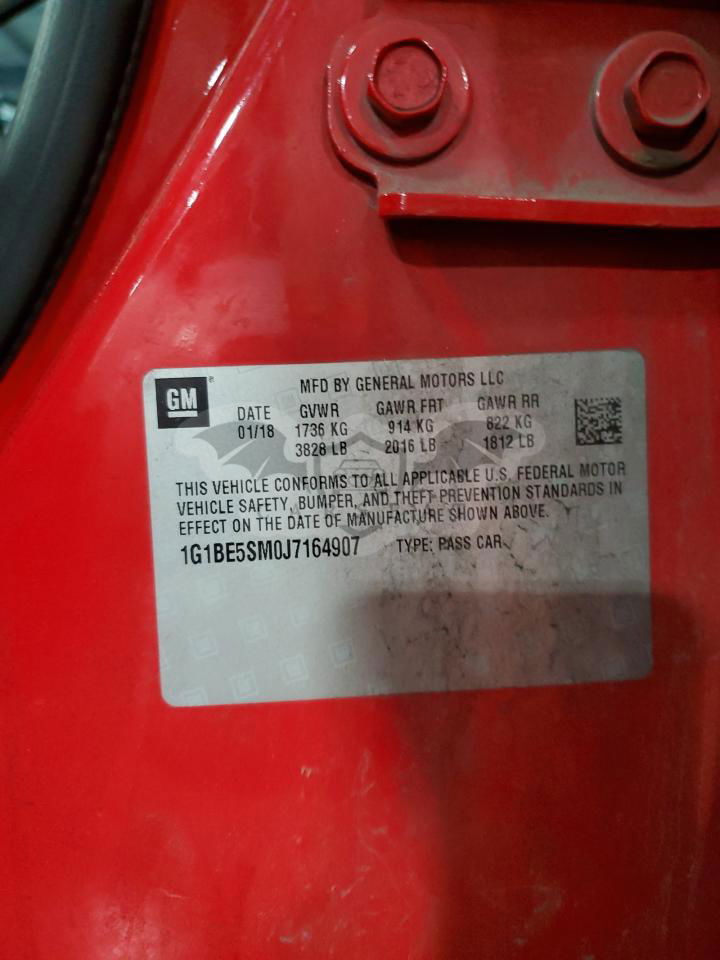 GM
MFD BY GENERAL MOTORS LLC
DATE GVWR GAWR FRT GAWR RR
01/18 1736 KG 914 KG 822 KG
3828 LB 2016 LB 1812 LB
THIS VEHICLE CONFORMS TO ALL APPLICABLE U.S. FEDERAL MOTOR
VEHICLE SAFETY, BUMPER, AND THEFT PREVENTION STANDARDS IN
EFFECT ON THE DATE OF MANUFACTURE SHOWN ABOVE.
1G1BE5SM0J7164907 TYPE: PASS CAR